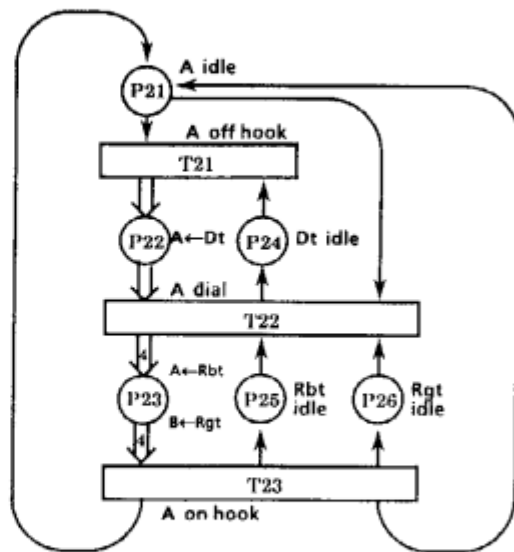 A idle
P21
A off hook
T21
P22 A←Dt P24 Dt idle
A dial
T22
4
A←Rbt
P23 P25 Rbt idle P26 Rgt idle
B←Rgt
4
T23
A on hook